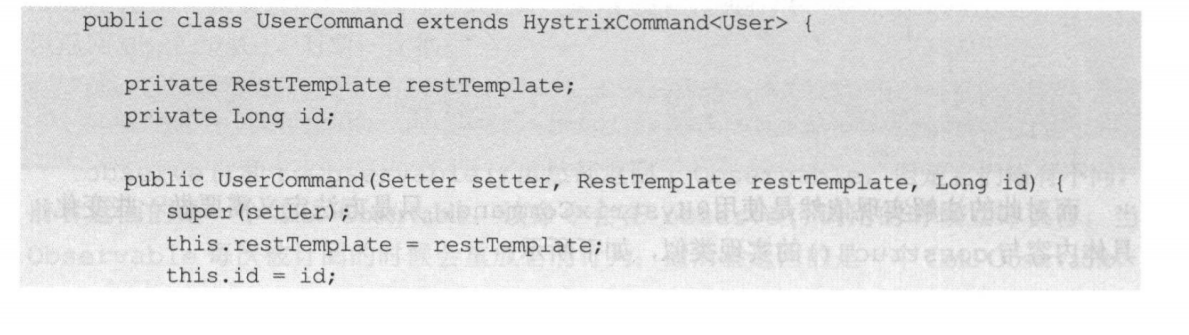 public class UserCommand extends HystrixCommand<User> {
private RestTemplate restTemplate;
private Long id;
public UserCommand(Setter setter, RestTemplate restTemplate, Long id) {
super(setter);
this.restTemplate = restTemplate;
this.id = id;